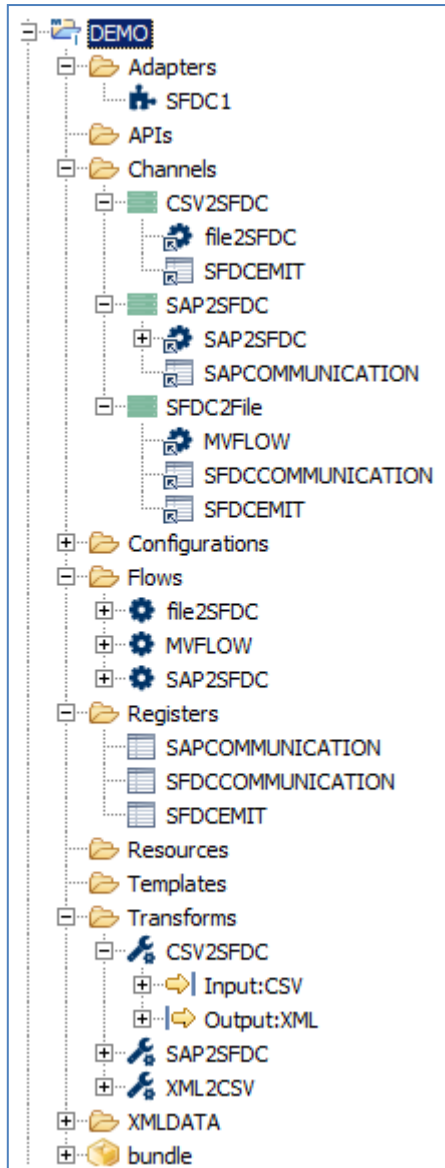 DEMO
Adapters
SFDC1
APIs
Channels
CSV2SFDC
file2SFDC
SFDCEMIT
SAP2SFDC
SAP2SFDC
SAPCOMMUNICATION
SFDC2File
MVFLOW
SFDCCOMMUNICATION
SFDCEMIT
Configurations
Flows
file2SFDC
MVFLOW
SAP2SFDC
Registers
SAPCOMMUNICATION
SFDCCOMMUNICATION
SFDCEMIT
Resources
Templates
Transforms
CSV2SFDC
Input:CSV
Output:XML
SAP2SFDC
XML2CSV
XMLDATA
bundle